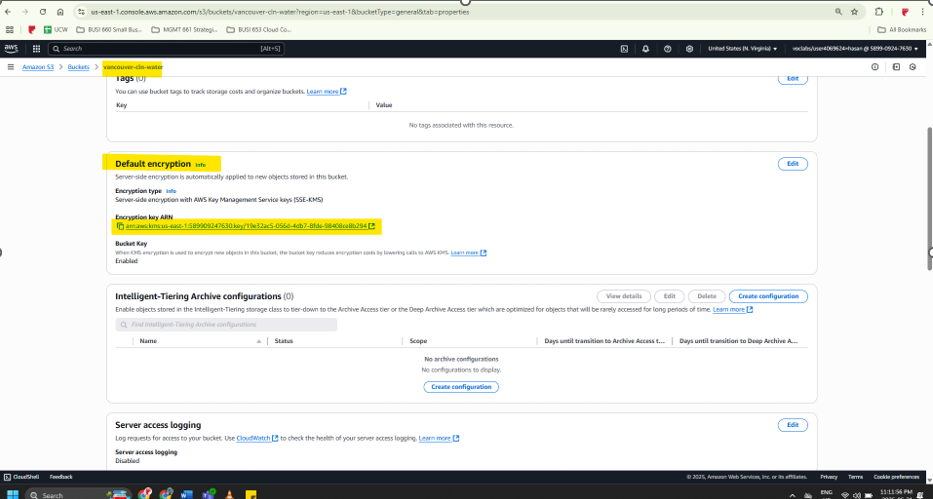 us-east-1.console.aws.amazon.com/s3/buckets/vancouver-cln-water?region=us-east-1&bucketType=general&tab=properties
UCW
BUSI 660 Small Bus...
MGMT 661 Strategi...
BUSI 653 Cloud Co...
All Bookmarks
aws
Search
[Alt+S]
United States (N. Virginia)
voclabs/user4069624=hasan @ 5899-0924-7630
Amazon S3 > Buckets > vancouver-cln-water
Tags (0)
Edit
You can use bucket tags to track storage costs and organize buckets. Learn more
Key
Value
No tags associated with this resource.
Default encryption Info
Edit
Server-side encryption is automatically applied to new objects stored in this bucket.
Encryption type Info
Server-side encryption with AWS Key Management Service keys (SSE-KMS)
Encryption key ARN
arn:aws:kms:us-east-1:589909247630:key/19e32ac5-056d-4db7-8fde-98408ce8b294
Bucket Key
When KMS encryption is used to encrypt new objects in this bucket, the bucket key reduces encryption costs by lowering calls to AWS KMS. Learn more
Enabled
Intelligent-Tiering Archive configurations (0)
View details
Edit
Delete
Create configuration
Enable objects stored in the Intelligent-Tiering storage class to tier-down to the Archive Access tier or the Deep Archive Access tier which are optimized for objects that will be rarely accessed for long periods of time. Learn more
Find Intelligent-Tiering Archive configurations
Name
Status
Scope
Days until transition to Archive Access t...
Days until transition to Deep Archive A...
No archive configurations
No configurations to display.
Create configuration
Server access logging
Edit
Log requests for access to your bucket. Use CloudWatch to check the health of your server access logging. Learn more
Server access logging
Disabled
CloudShell
Feedback
© 2025, Amazon Web Services, Inc. or its affiliates.
Privacy
Terms
Cookie preferences
Search
ENG
11:11:56 PM